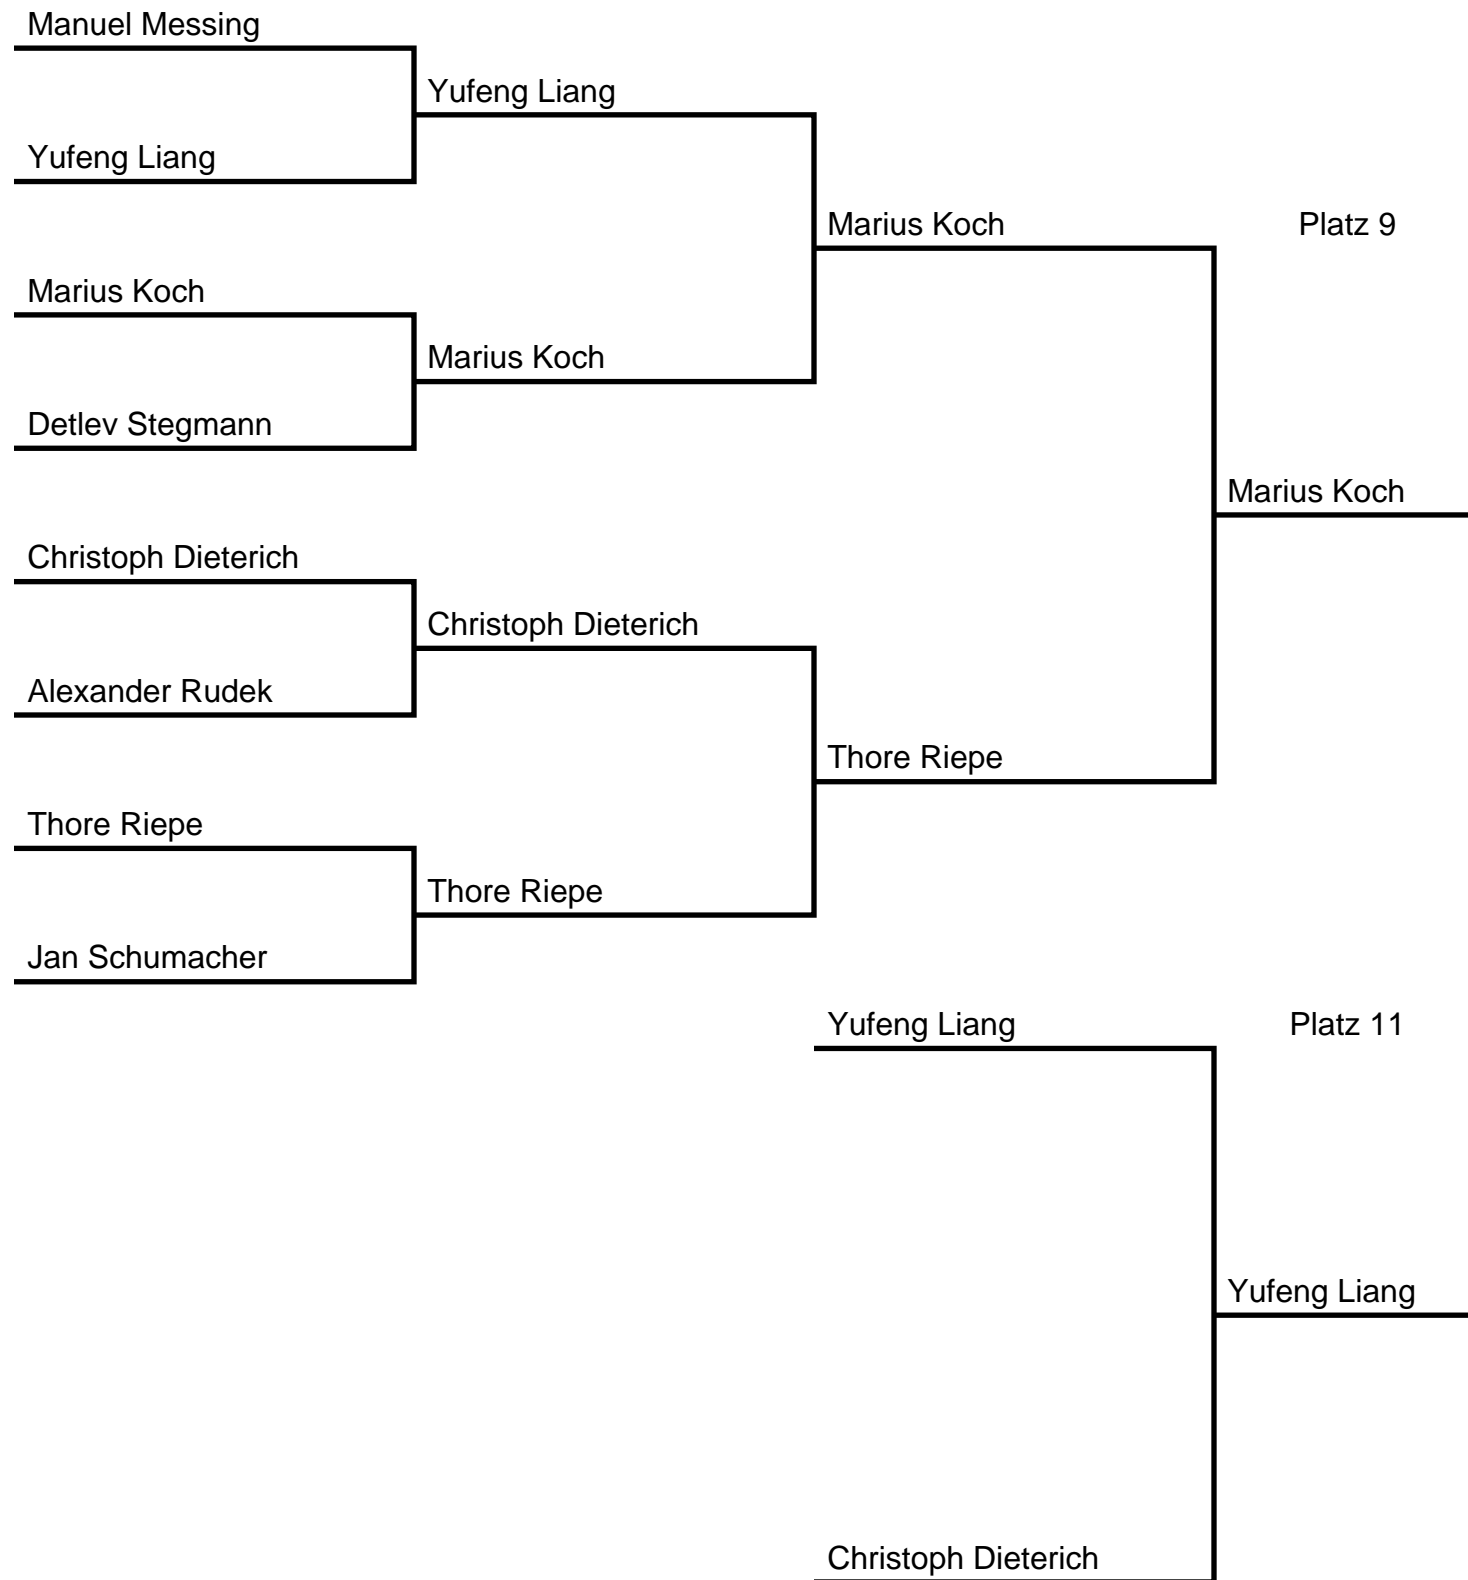 Manuel Messing
Yufeng Liang
Yufeng Liang
Marius Koch
Platz 9
Marius Koch
Marius Koch
Detlev Stegmann
Marius Koch
Christoph Dieterich
Christoph Dieterich
Alexander Rudek
Thore Riepe
Thore Riepe
Thore Riepe
Jan Schumacher
Yufeng Liang
Platz 11
Yufeng Liang
Christoph Dieterich